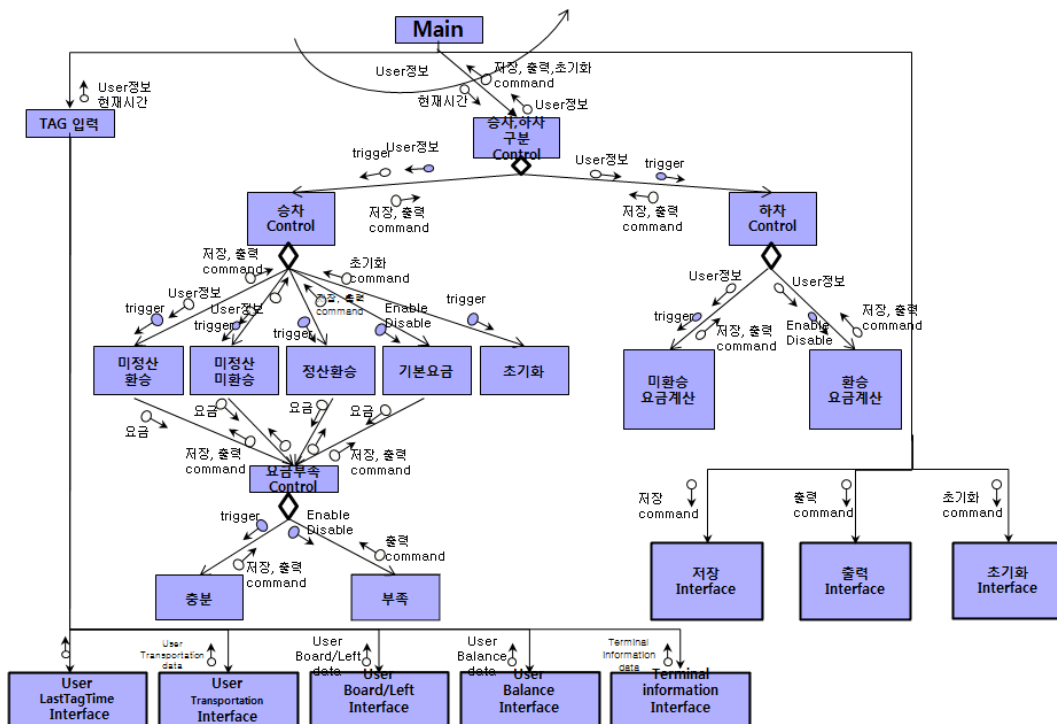 Main
User정보
저장, 출력,초기화
command
User정보
현재시간
현재시간
User정보
TAG 입력
승사,하사
구분
Control
trigger
User정보
User정보
trigger
승차
Control
저장, 출력
command
저장, 출력
command
하차
Control
저장, 출력
command
초기화
command
trigger
User정보
User정보
trigger
저장, 출력
command
trigger
Enable
Disable
trigger
User정보
User정보
trigger
저장, 출력
command
Enable
Disable
저장, 출력
command
미정산
환승
미정산
미환승
정산환승
기본요금
초기화
미환승
요금계산
환승
요금계산
요금
요금
요금
요금
저장, 출력
command
저장, 출력
command
요금부족
Control
trigger
Enable
Disable
저장, 출력
command
출력
command
충분
부족
저장
command
출력
command
초기화
command
저장
Interface
출력
Interface
초기화
Interface
User
Transportation
data
User
Board/Left
data
User
Balance
data
Terminal
Information
data
User
LastTagTime
Interface
User
Transportation
Interface
User
Board/Left
Interface
User
Balance
Interface
Terminal
information
Interface